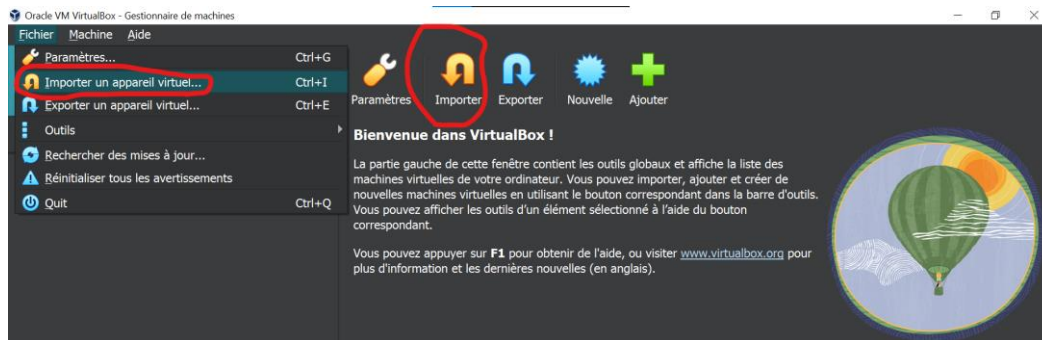 Oracle VM VirtualBox - Gestionnaire de machines
Fichier Machine Aide
Paramètres... Ctrl+G
Importer un appareil virtuel... Ctrl+I
Exporter un appareil virtuel... Ctrl+E
Outils
Rechercher des mises à jour...
Réinitialiser tous les avertissements
Quit Ctrl+Q
Paramètres Importer Exporter Nouvelle Ajouter
Bienvenue dans VirtualBox !
La partie gauche de cette fenêtre contient les outils globaux et affiche la liste des
machines virtuelles de votre ordinateur. Vous pouvez importer, ajouter et créer de
nouvelles machines virtuelles en utilisant le bouton correspondant dans la barre d'outils.
Vous pouvez afficher les outils d'un élément sélectionné à l'aide du bouton
correspondant.
Vous pouvez appuyer sur F1 pour obtenir de l'aide, ou visiter www.virtualbox.org pour
plus d'information et les dernières nouvelles (en anglais).